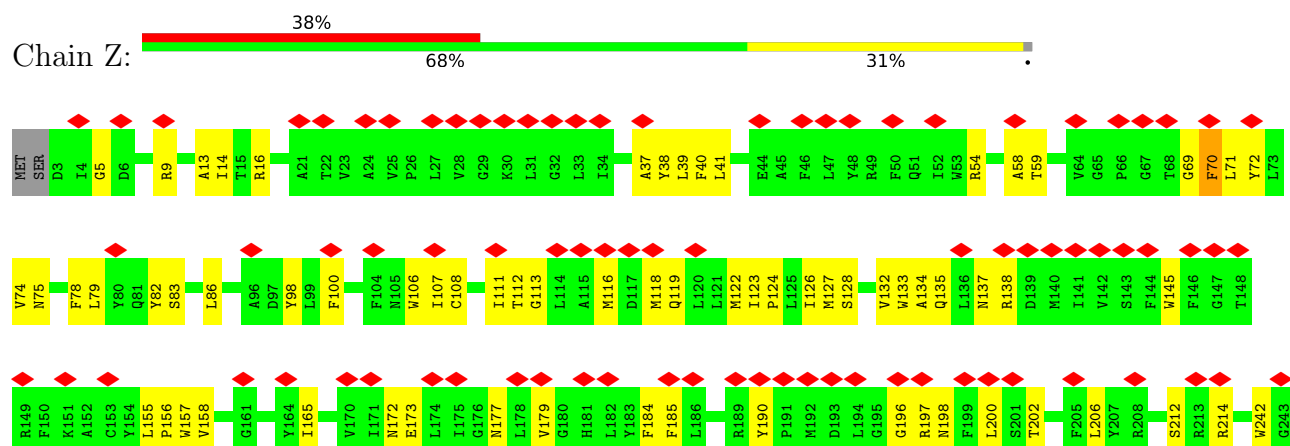 38%
Chain Z:
68% 31% •
MET SER D3 I4 G5 D6 R9 A13 I14 T15 R16 A21 T22 V23 A24 V25 P26 L27 V28 G29 K30 L31 G32 L33 I34 A37 Y38 L39 F40 L41 E44 A45 F46 L47 Y48 R49 F50 Q51 I52 W53 R54 A58 T59 V64 G65 P66 G67 T68 G69 F70 L71 Y72 L73
V74 N75 F78 L79 Y80 Q81 Y82 S83 L86 A96 D97 Y98 L99 F100 F104 N105 W106 I107 C108 I111 T112 G113 L114 A115 M116 D117 M118 Q119 L120 L121 M122 I123 P124 L125 I126 M127 S128 V132 W133 A134 Q135 L136 N137 R138 D139 M140 I141 V142 S143 F144 W145 F146 G147 T148
R149 F150 K151 A152 C153 Y154 L155 P156 W157 V158 G161 Y164 I165 V170 I171 N172 E173 L174 I175 G176 N177 L178 V179 G180 H181 L182 Y183 F184 F185 L186 R189 Y190 P191 M192 D193 L194 G195 G196 R197 N198 F199 L200 S201 T202 F205 L206 Y207 R208 S212 R213 R214 W242 G243